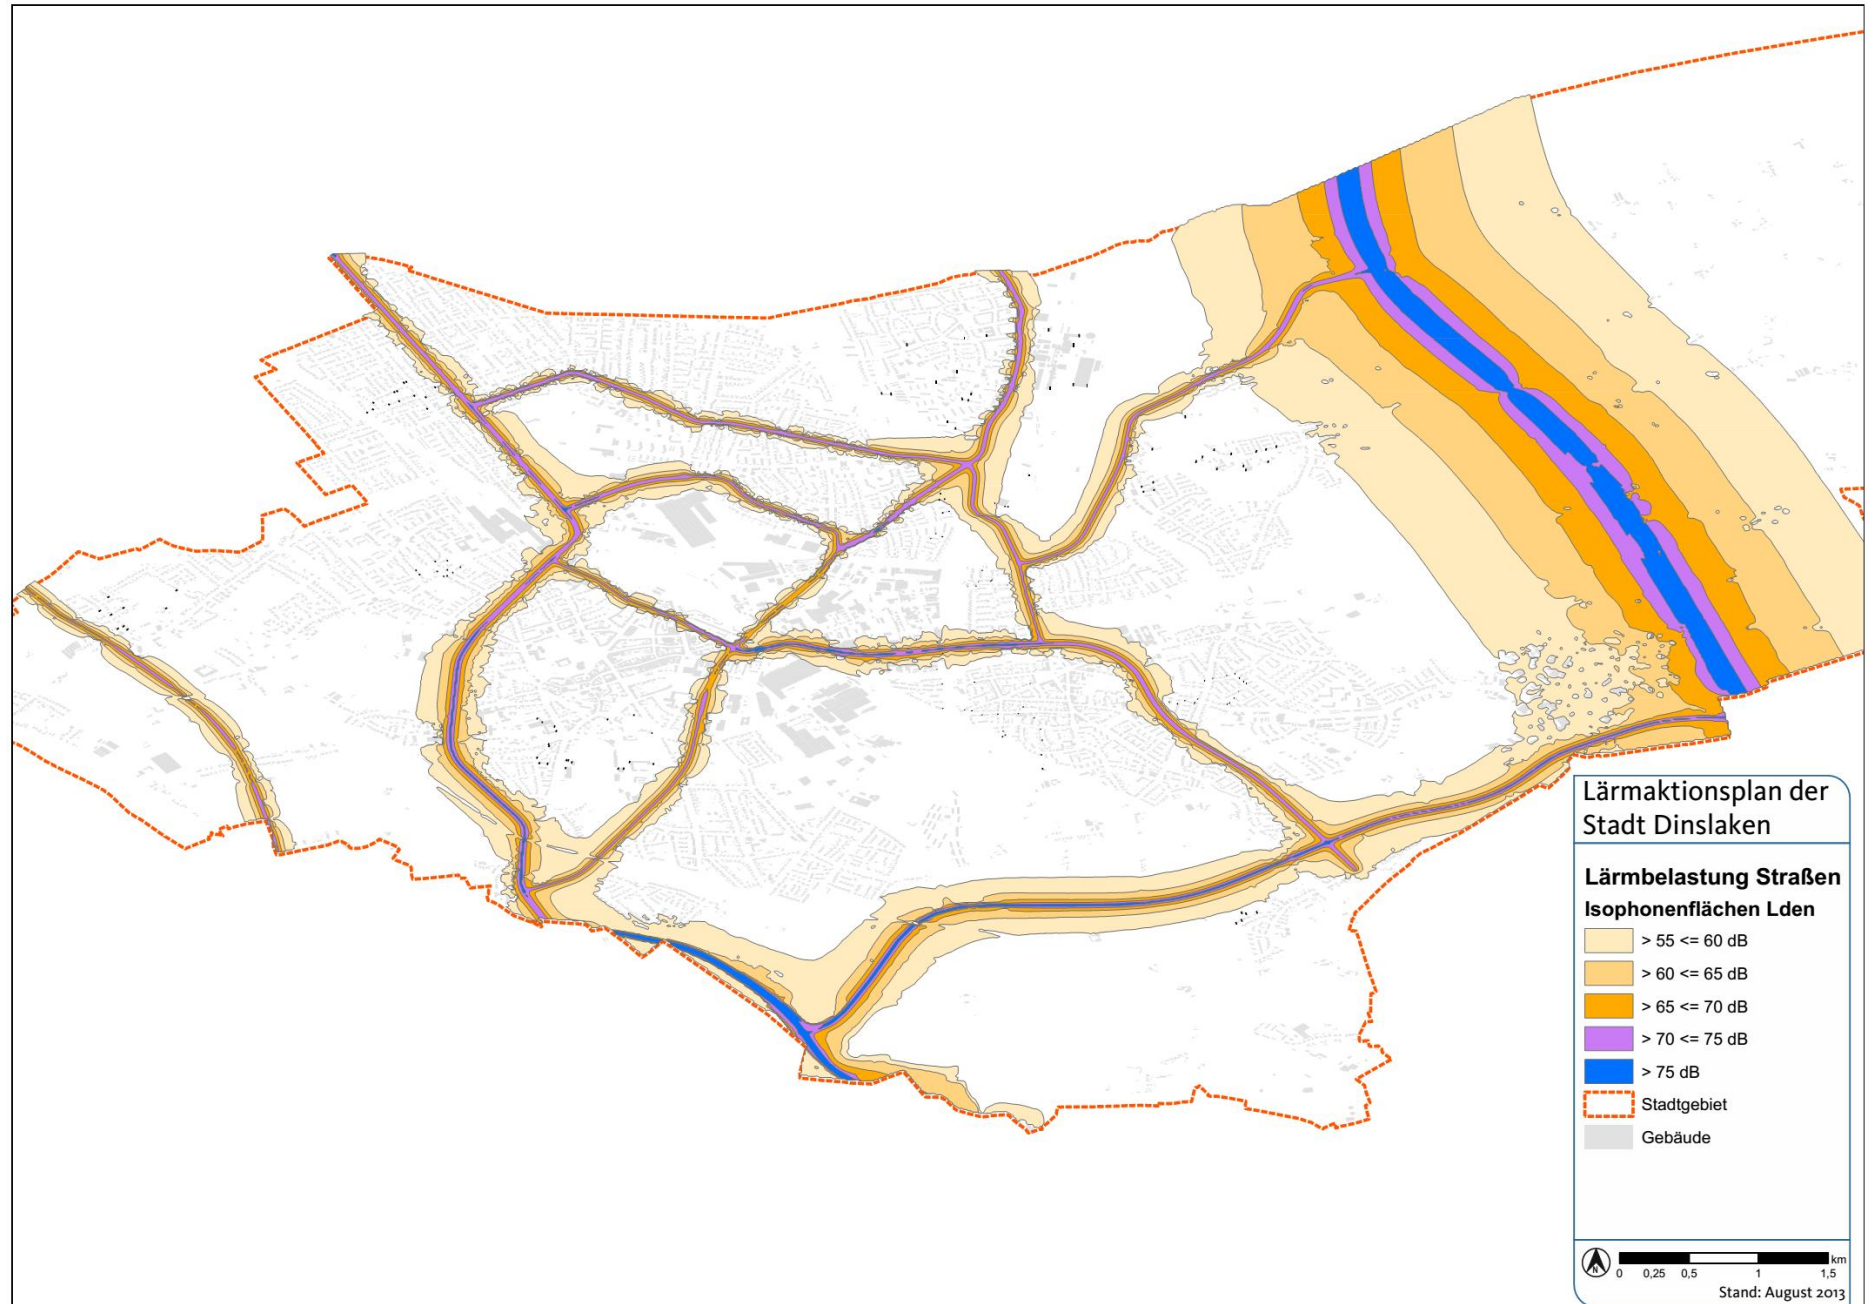 Lärmaktionsplan der
Stadt Dinslaken
Lärmbelastung Straßen
Isophonenflächen Lden
> 55 <= 60 dB
> 60 <= 65 dB
> 65 <= 70 dB
> 70 <= 75 dB
> 75 dB
Stadtgebiet
Gebäude
N
km
0 0,25 0,5 1 1,5
Stand: August 2013